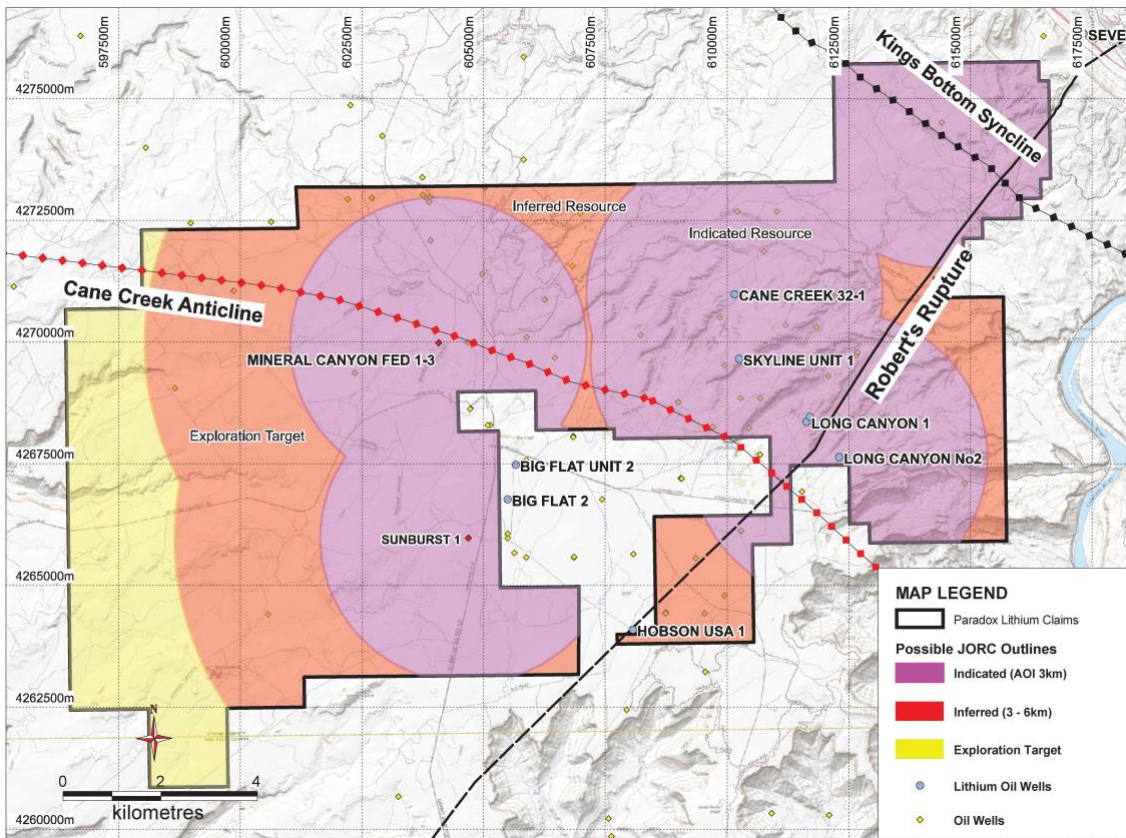 597500m
600000m
602500m
605000m
607500m
610000m
612500m
615000m
617500m
SEVE
4275000m
Kings Bottom Syncline
4272500m
Inferred Resource
Indicated Resource
Cane Creek Anticline
CANE CREEK 32-1
4270000m
MINERAL CANYON FED 1-3
SKYLINE UNIT 1
Robert's Rupture
LONG CANYON 1
Exploration Target
4267500m
BIG FLAT UNIT 2
LONG CANYON No2
BIG FLAT 2
SUNBURST 1
4265000m
HOBSON USA 1
4262500m
N
0 2 4
kilometres
4260000m
MAP LEGEND
Paradox Lithium Claims
Possible JORC Outlines
Indicated (AOI 3km)
Inferred (3 - 6km)
Exploration Target
Lithium Oil Wells
Oil Wells